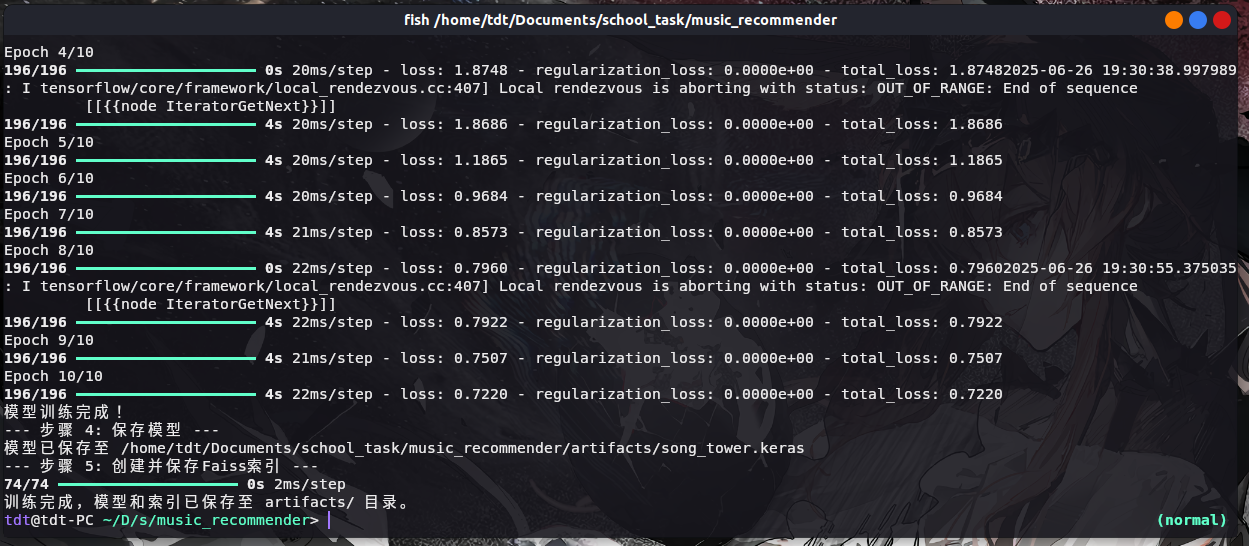 fish /home/tdt/Documents/school_task/music_recommender
Epoch 4/10
196/196 ━━━━━━━━━━━━━━━━━━━━ 0s 20ms/step - loss: 1.8748 - regularization_loss: 0.0000e+00 - total_loss: 1.87482025-06-26 19:30:38.997989
: I tensorflow/core/framework/local_rendezvous.cc:407] Local rendezvous is aborting with status: OUT_OF_RANGE: End of sequence
[[{{node IteratorGetNext}}]]
196/196 ━━━━━━━━━━━━━━━━━━━━ 4s 20ms/step - loss: 1.8686 - regularization_loss: 0.0000e+00 - total_loss: 1.8686
Epoch 5/10
196/196 ━━━━━━━━━━━━━━━━━━━━ 4s 20ms/step - loss: 1.1865 - regularization_loss: 0.0000e+00 - total_loss: 1.1865
Epoch 6/10
196/196 ━━━━━━━━━━━━━━━━━━━━ 4s 20ms/step - loss: 0.9684 - regularization_loss: 0.0000e+00 - total_loss: 0.9684
Epoch 7/10
196/196 ━━━━━━━━━━━━━━━━━━━━ 4s 21ms/step - loss: 0.8573 - regularization_loss: 0.0000e+00 - total_loss: 0.8573
Epoch 8/10
196/196 ━━━━━━━━━━━━━━━━━━━━ 0s 22ms/step - loss: 0.7960 - regularization_loss: 0.0000e+00 - total_loss: 0.79602025-06-26 19:30:55.375035
: I tensorflow/core/framework/local_rendezvous.cc:407] Local rendezvous is aborting with status: OUT_OF_RANGE: End of sequence
[[{{node IteratorGetNext}}]]
196/196 ━━━━━━━━━━━━━━━━━━━━ 4s 22ms/step - loss: 0.7922 - regularization_loss: 0.0000e+00 - total_loss: 0.7922
Epoch 9/10
196/196 ━━━━━━━━━━━━━━━━━━━━ 4s 21ms/step - loss: 0.7507 - regularization_loss: 0.0000e+00 - total_loss: 0.7507
Epoch 10/10
196/196 ━━━━━━━━━━━━━━━━━━━━ 4s 22ms/step - loss: 0.7220 - regularization_loss: 0.0000e+00 - total_loss: 0.7220
模型训练完成！
--- 步骤 4: 保存模型 ---
模型已保存至 /home/tdt/Documents/school_task/music_recommender/artifacts/song_tower.keras
--- 步骤 5: 创建并保存Faiss索引 ---
74/74 ━━━━━━━━━━━━━━━━━━━━ 0s 2ms/step
训练完成，模型和索引已保存至 artifacts/ 目录。
tdt@tdt-PC ~/D/s/music_recommender> (normal)